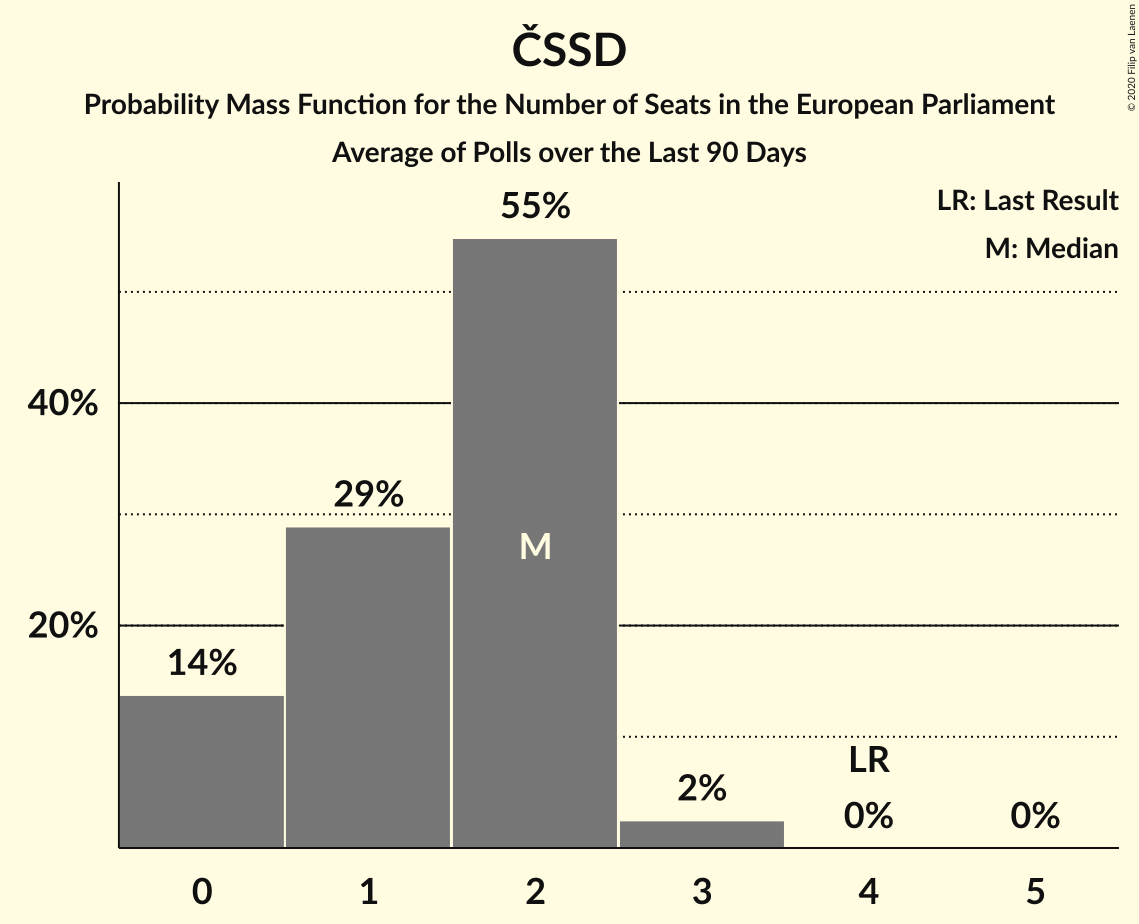 ČSSD
Probability Mass Function for the Number of Seats in the European Parliament
Average of Polls over the Last 90 Days
© 2020 Filip van Laenen
LR: Last Result
M: Median
55%
40%
29%
M
20%
14%
LR
2%
0%
0%
0 1 2 3 4 5